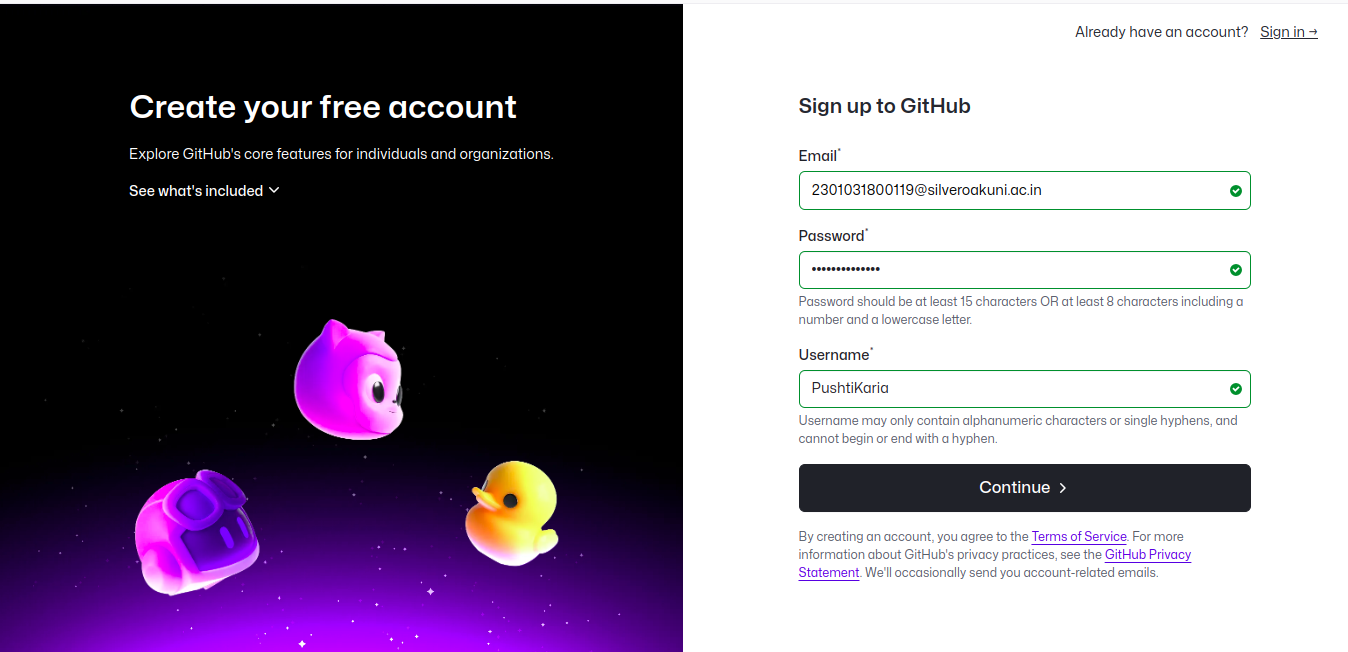 Already have an account? Sign in →
Create your free account
Explore GitHub's core features for individuals and organizations.
See what's included
Sign up to GitHub
Email*
2301031800119@silveroakuni.ac.in
Password*
••••••••••••••
Password should be at least 15 characters OR at least 8 characters including a
number and a lowercase letter.
Username*
PushtiKaria
Username may only contain alphanumeric characters or single hyphens, and
cannot begin or end with a hyphen.
Continue >
By creating an account, you agree to the Terms of Service. For more
information about GitHub's privacy practices, see the GitHub Privacy
Statement. We'll occasionally send you account-related emails.